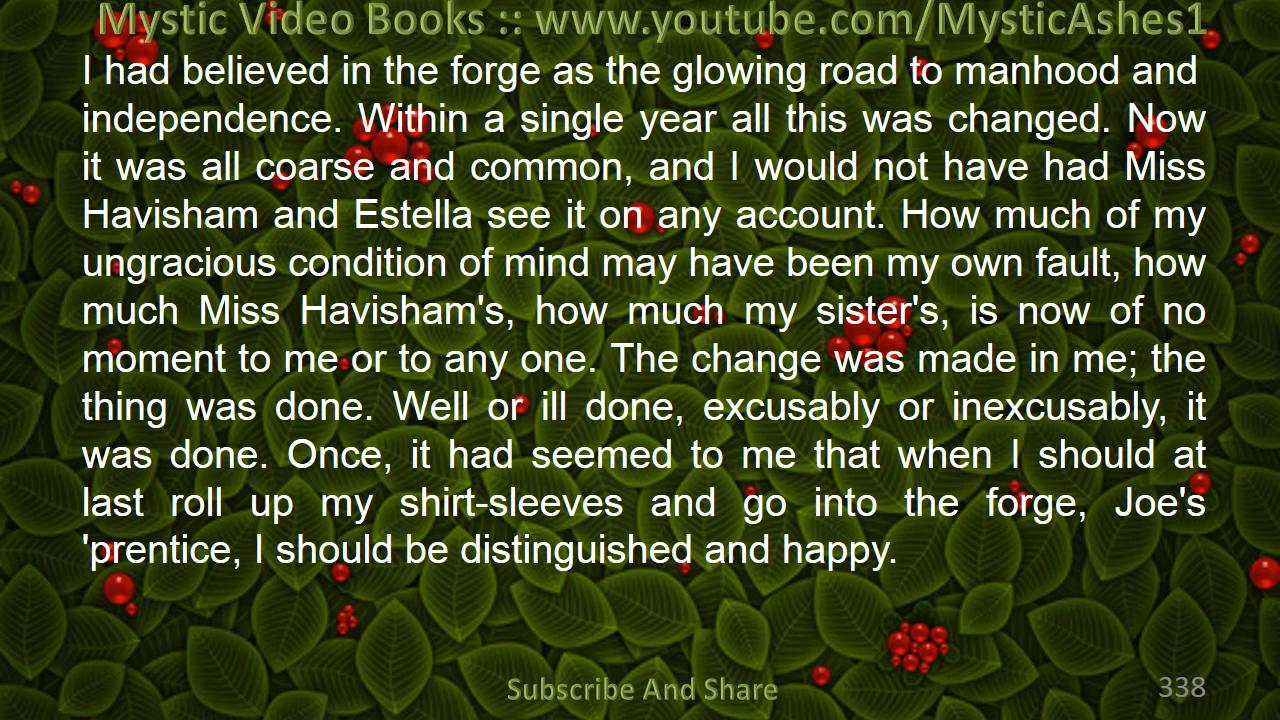 Mystic Video Books :: www.youtube.com/MysticAshes1
I had believed in the forge as the glowing road to manhood and
independence. Within a single year all this was changed. Now
it was all coarse and common, and I would not have had Miss
Havisham and Estella see it on any account. How much of my
ungracious condition of mind may have been my own fault, how
much Miss Havisham's, how much my sister's, is now of no
moment to me or to any one. The change was made in me; the
thing was done. Well or ill done, excusably or inexcusably, it
was done. Once, it had seemed to me that when I should at
last roll up my shirt-sleeves and go into the forge, Joe's
'prentice, I should be distinguished and happy.
Subscribe And Share
338